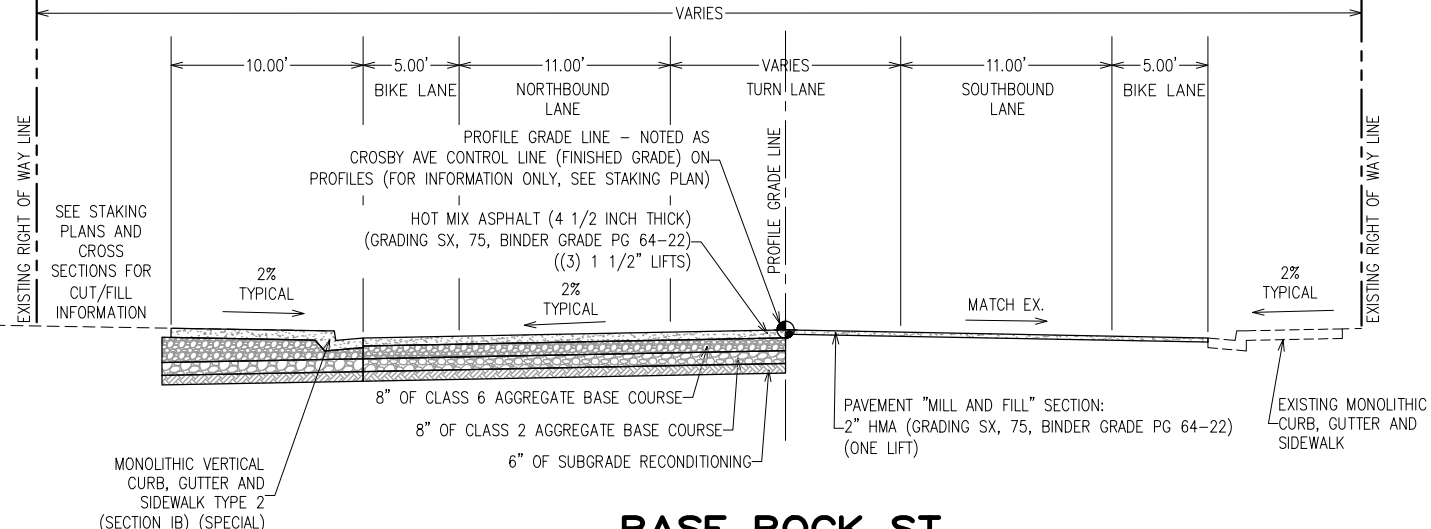 VARIES
10.00'
5.00'
11.00'
VARIES
11.00'
5.00'
BIKE LANE
NORTHBOUND
LANE
TURN LANE
SOUTHBOUND
LANE
BIKE LANE
EXISTING RIGHT OF WAY LINE
SEE STAKING
PLANS AND
CROSS
SECTIONS FOR
CUT/FILL
INFORMATION
PROFILE GRADE LINE – NOTED AS
CROSBY AVE CONTROL LINE (FINISHED GRADE) ON
PROFILES (FOR INFORMATION ONLY, SEE STAKING PLAN)
HOT MIX ASPHALT (4 1/2 INCH THICK)
(GRADING SX, 75, BINDER GRADE PG 64-22)
((3) 1 1/2" LIFTS)
PROFILE GRADE LINE
EXISTING RIGHT OF WAY LINE
2%
TYPICAL
2%
TYPICAL
MATCH EX.
2%
TYPICAL
8" OF CLASS 6 AGGREGATE BASE COURSE
8" OF CLASS 2 AGGREGATE BASE COURSE
6" OF SUBGRADE RECONDITIONING
PAVEMENT "MILL AND FILL" SECTION:
2" HMA (GRADING SX, 75, BINDER GRADE PG 64-22)
(ONE LIFT)
EXISTING MONOLITHIC
CURB, GUTTER AND
SIDEWALK
MONOLITHIC VERTICAL
CURB, GUTTER AND
SIDEWALK TYPE 2
(SECTION IB) (SPECIAL)
BASE ROCK ST